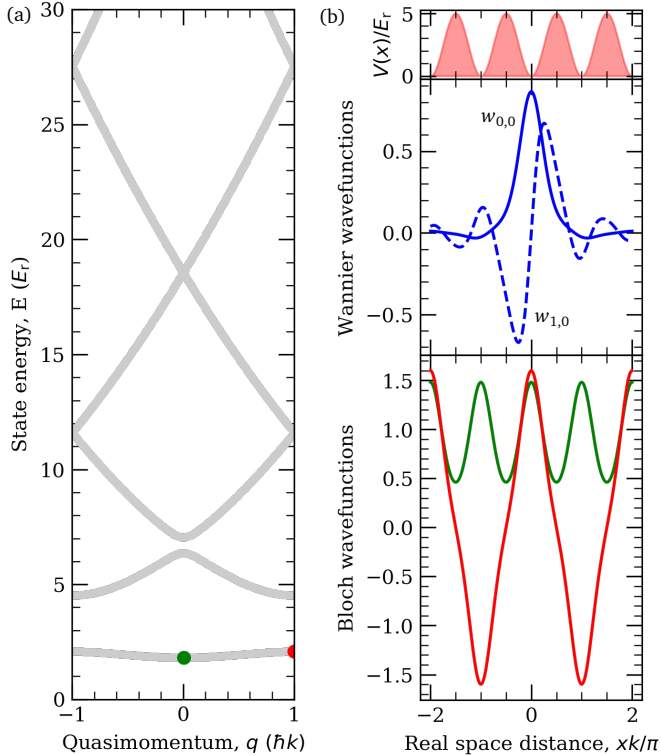 (a)
30
25
20
15
10
5
0
State energy, E (Eᵣ)
−1
0
1
Quasimomentum, q (ħk)
(b)
5
0
V(x)/Eᵣ
w₀,₀
0.5
0.0
−0.5
w₁,₀
Wannier wavefunctions
1.5
1.0
0.5
0.0
−0.5
−1.0
−1.5
Bloch wavefunctions
−2
−1
0
1
2
Real space distance, xk/π